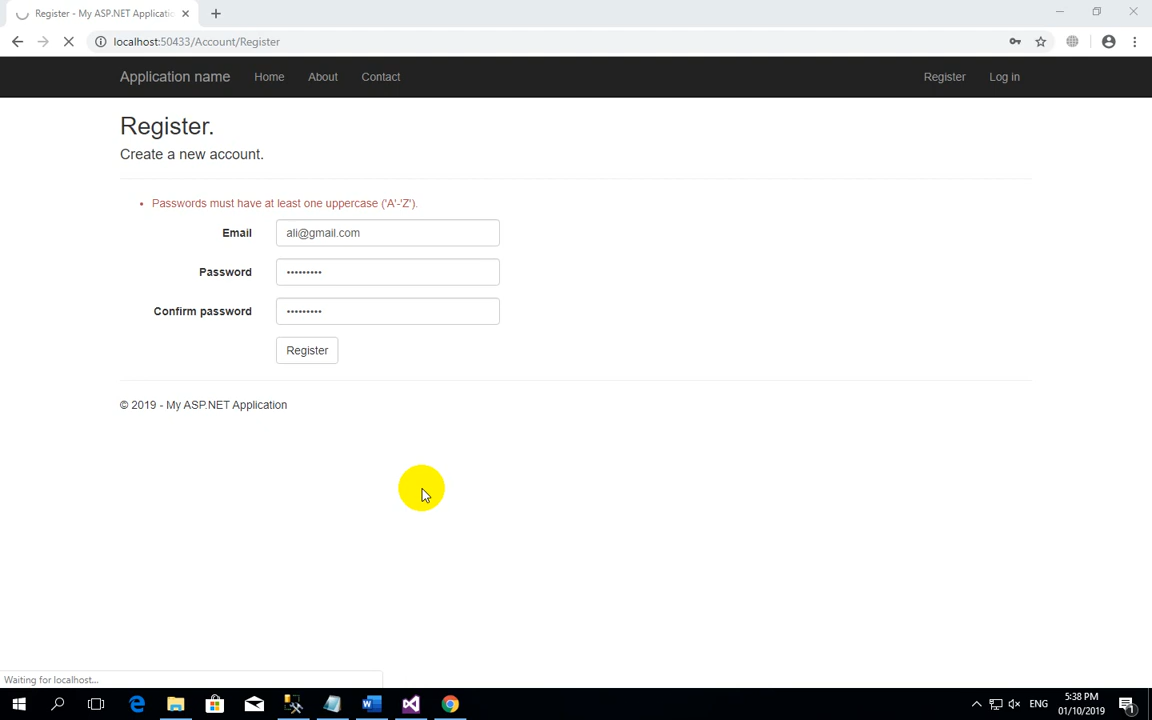 Register - My ASP.NET Applicatio
localhost:50433/Account/Register
Application name Home About Contact Register Log in
Register.
Create a new account.
• Passwords must have at least one uppercase ('A'-'Z').
Email ali@gmail.com
Password •••••••••
Confirm password •••••••••
Register
© 2019 - My ASP.NET Application
Waiting for localhost...
ENG
5:38 PM
01/10/2019
1